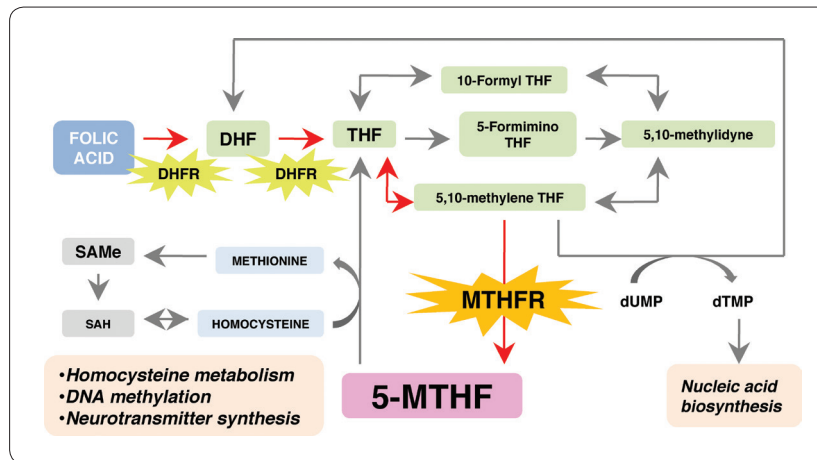 10-Formyl THF
FOLIC
ACID
DHF
THF
5-Formimino
THF
5,10-methylidyne
DHFR
DHFR
5,10-methylene THF
SAMe
METHIONINE
MTHFR
dUMP
dTMP
SAH
HOMOCYSTEINE
•Homocysteine metabolism
•DNA methylation
•Neurotransmitter synthesis
5-MTHF
Nucleic acid
biosynthesis